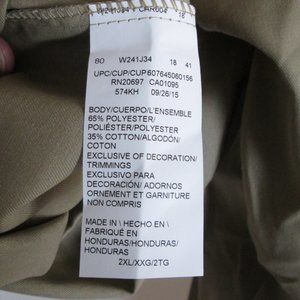 80 W241J34 18 41
UPC/CUP/CUP607645060156
RN20697 CA01095
574KH 09/26/15
BODY/CUERPO/L'ENSEMBLE
65% POLYESTER/
POLIÉSTER/POLYESTER
35% COTTON/ALGODÓN/
COTON
EXCLUSIVE OF DECORATION/
TRIMMINGS
EXCLUSIVO PARA
DECORACIÓN/ ADORNOS
ORNEMENT ET GARNITURE
NON COMPRIS
MADE IN \ HECHO EN \
FABRIQUÉ EN
HONDURAS/HONDURAS/
HONDURAS
2XL/XXG/2TG